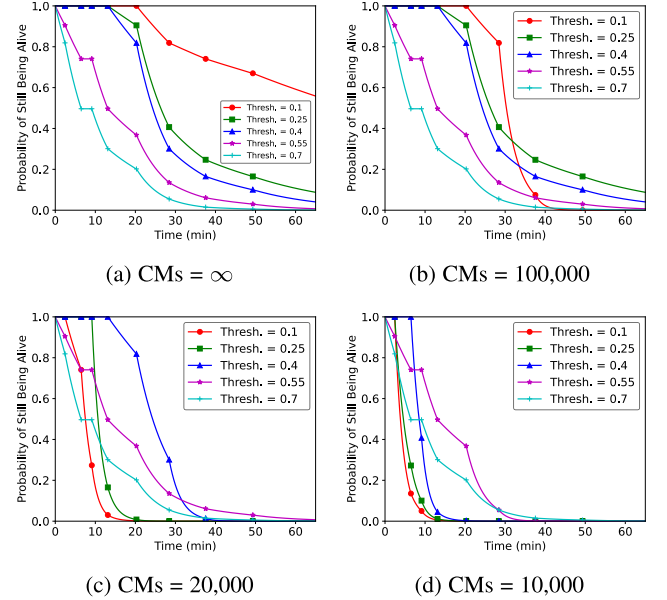 Probability of Still Being Alive
1.0
0.8
0.6
0.4
0.2
0.0
0 10 20 30 40 50 60
Time (min)
Thresh. = 0.1
Thresh. = 0.25
Thresh. = 0.4
Thresh. = 0.55
Thresh. = 0.7
(a) CMs = ∞
Probability of Still Being Alive
1.0
0.8
0.6
0.4
0.2
0.0
0 10 20 30 40 50 60
Time (min)
Thresh. = 0.1
Thresh. = 0.25
Thresh. = 0.4
Thresh. = 0.55
Thresh. = 0.7
(b) CMs = 100,000
Probability of Still Being Alive
1.0
0.8
0.6
0.4
0.2
0.0
0 10 20 30 40 50 60
Time (min)
Thresh. = 0.1
Thresh. = 0.25
Thresh. = 0.4
Thresh. = 0.55
Thresh. = 0.7
(c) CMs = 20,000
Probability of Still Being Alive
1.0
0.8
0.6
0.4
0.2
0.0
0 10 20 30 40 50 60
Time (min)
Thresh. = 0.1
Thresh. = 0.25
Thresh. = 0.4
Thresh. = 0.55
Thresh. = 0.7
(d) CMs = 10,000